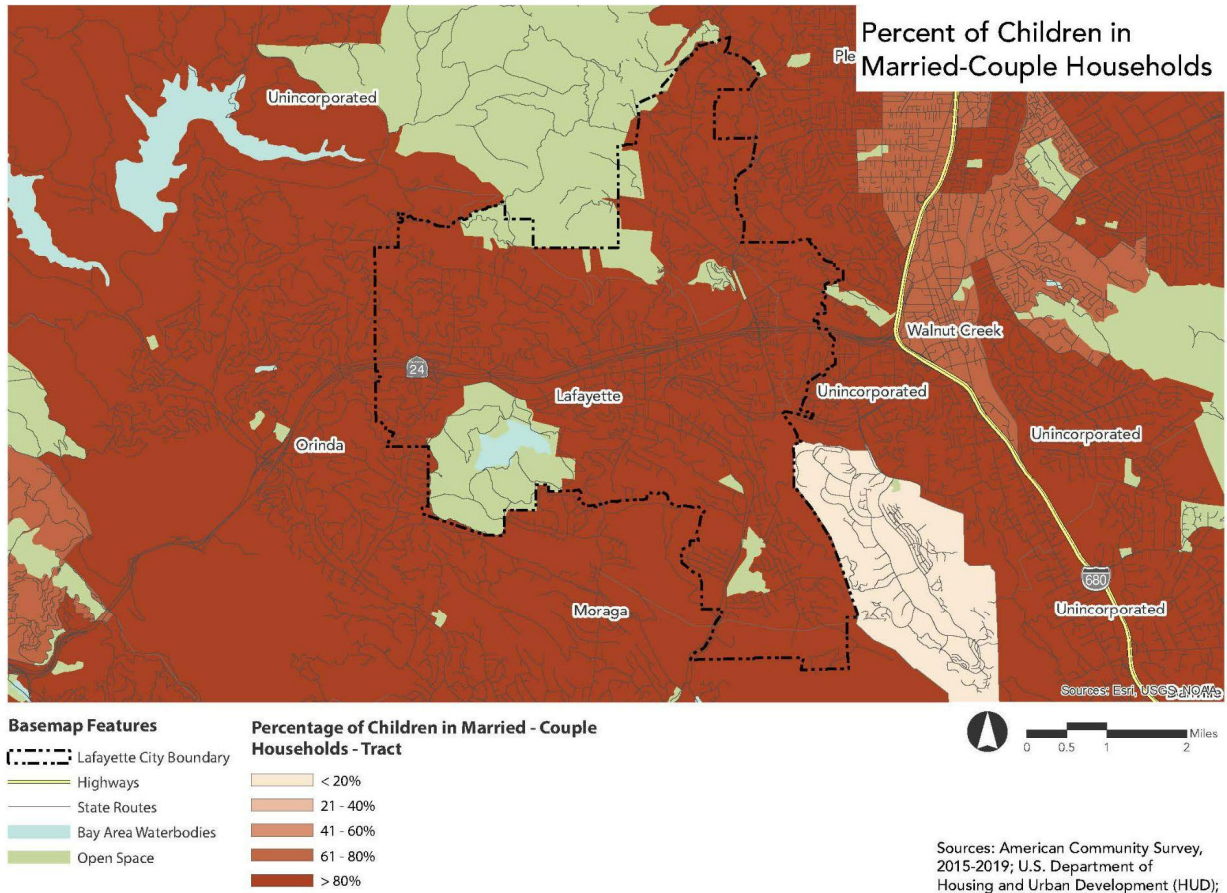 Percent of Children in
Married-Couple Households
Ple
Unincorporated
Walnut Creek
24
Lafayette
Unincorporated
Unincorporated
Orinda
680
Moraga
Unincorporated
Sources: Esri, USGS, NOAA
Basemap Features
Lafayette City Boundary
Highways
State Routes
Bay Area Waterbodies
Open Space
Percentage of Children in Married - Couple
Households - Tract
< 20%
21 - 40%
41 - 60%
61 - 80%
> 80%
0 0.5 1 2 Miles
Sources: American Community Survey,
2015-2019; U.S. Department of
Housing and Urban Development (HUD);